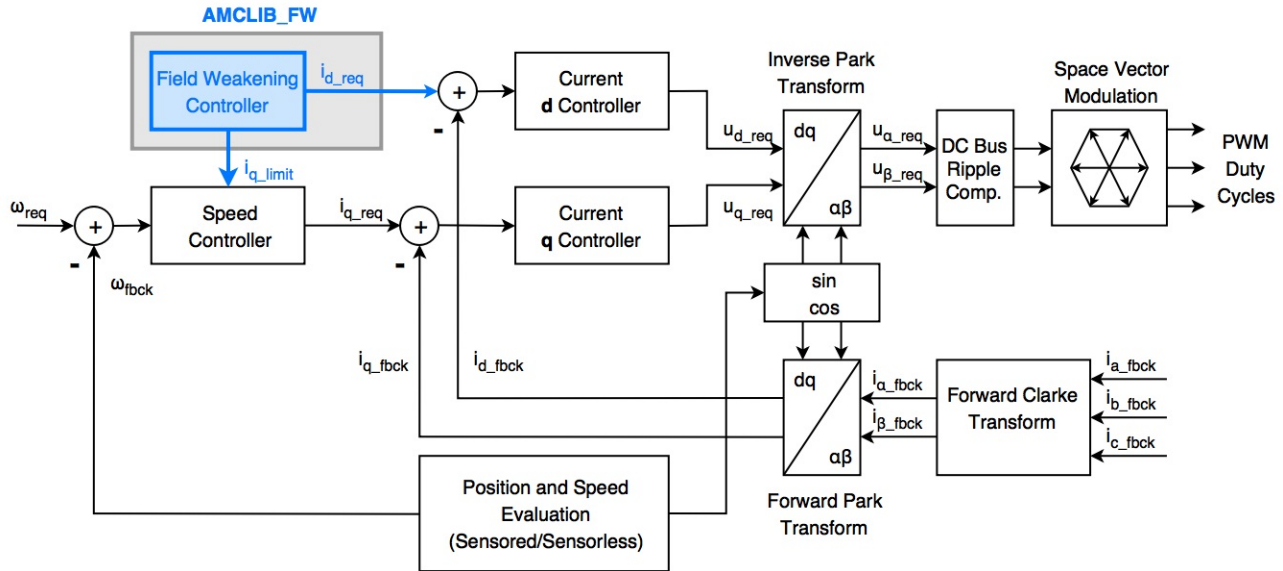 AMCLIB_FW
Field Weakening
Controller
i_d_req
+
-
Current
d Controller
Inverse Park
Transform
dq
αβ
u_d_req
u_q_req
u_α_req
u_β_req
DC Bus
Ripple
Comp.
Space Vector
Modulation
PWM
Duty
Cycles
i_q_limit
ω_req
+
-
ω_fbck
Speed
Controller
i_q_req
+
-
Current
q Controller
sin
cos
i_q_fbck
i_d_fbck
dq
αβ
i_α_fbck
i_β_fbck
Forward Clarke
Transform
i_a_fbck
i_b_fbck
i_c_fbck
Position and Speed
Evaluation
(Sensored/Sensorless)
Forward Park
Transform